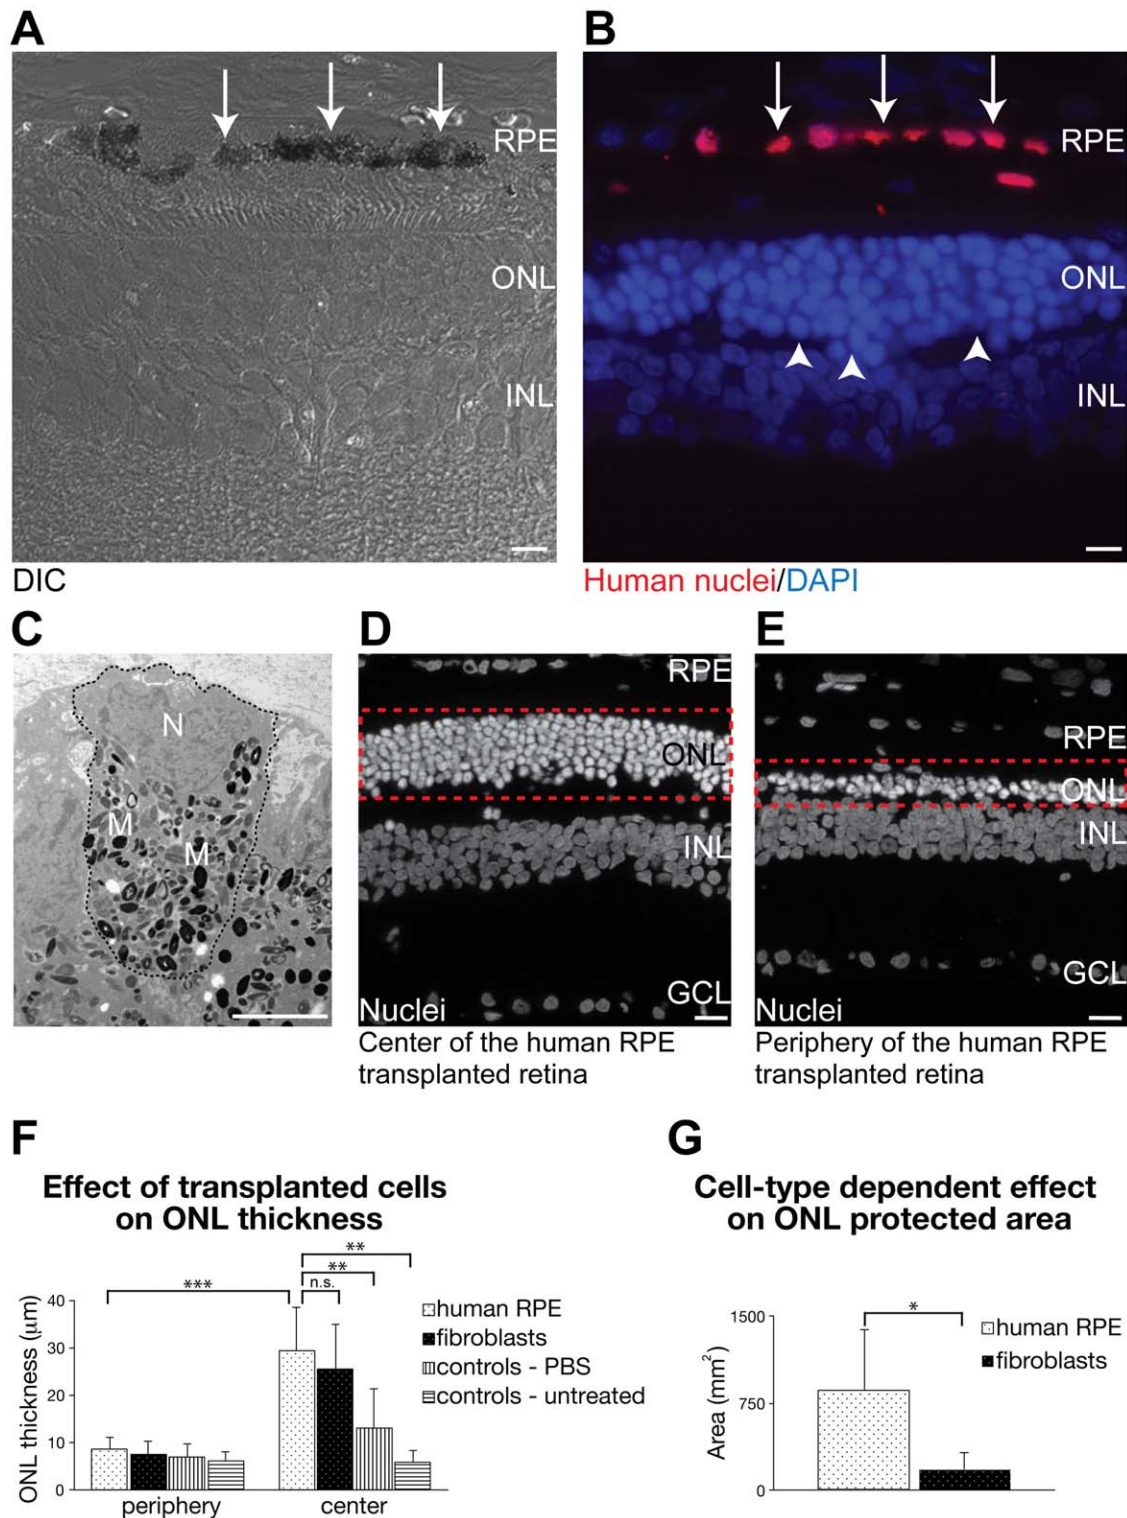 A
RPE
ONL
INL
DIC
B
RPE
ONL
INL
Human nuclei/DAPI
C
N
M
M
D
RPE
ONL
INL
GCL
Nuclei
Center of the human RPE
transplanted retina
E
RPE
ONL
INL
GCL
Nuclei
Periphery of the human RPE
transplanted retina
F
Effect of transplanted cells
on ONL thickness
**
**
n.s.
***
ONL thickness (µm)
40
30
20
10
0
periphery
center
human RPE
fibroblasts
controls - PBS
controls - untreated
G
Cell-type dependent effect
on ONL protected area
*
Area (mm²)
1500
750
0
human RPE
fibroblasts